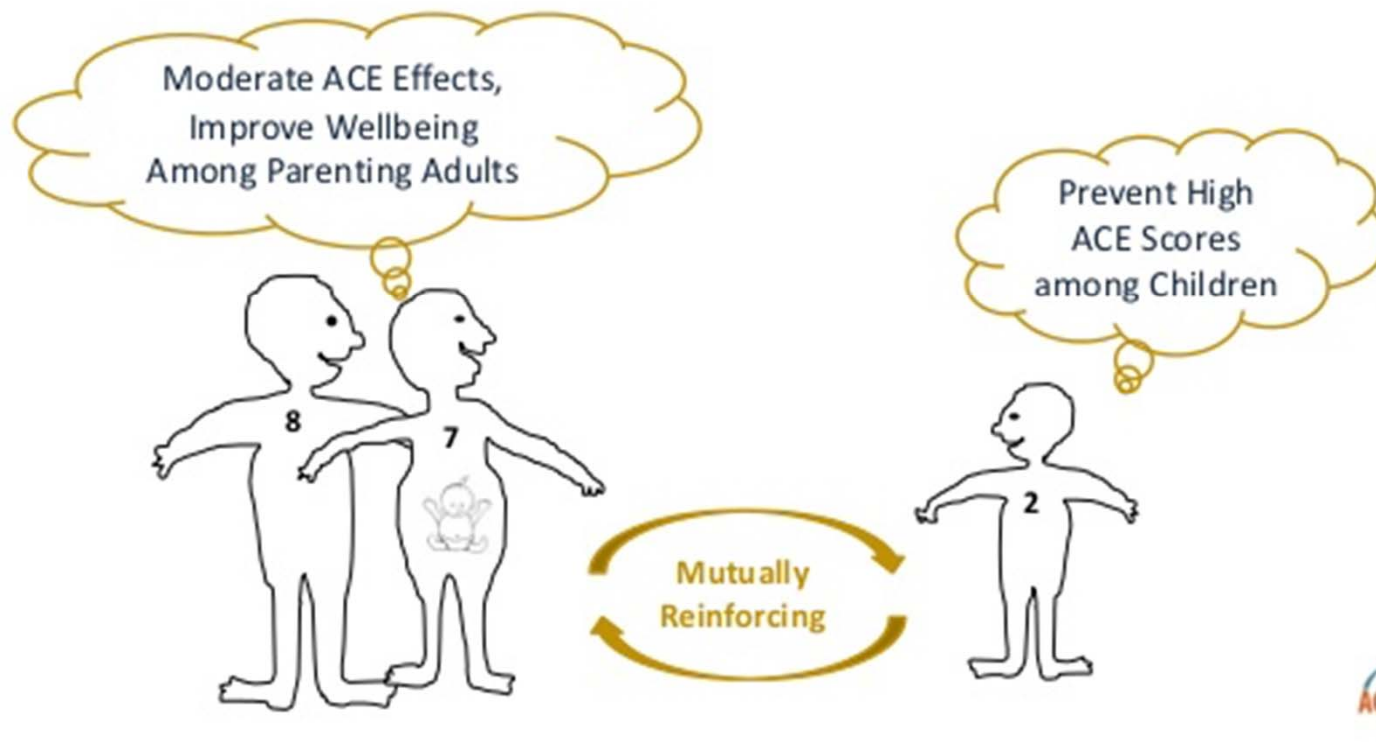 Moderate ACE Effects,
Improve Wellbeing
Among Parenting Adults
Prevent High
ACE Scores
among Children
8
7
2
Mutually
Reinforcing